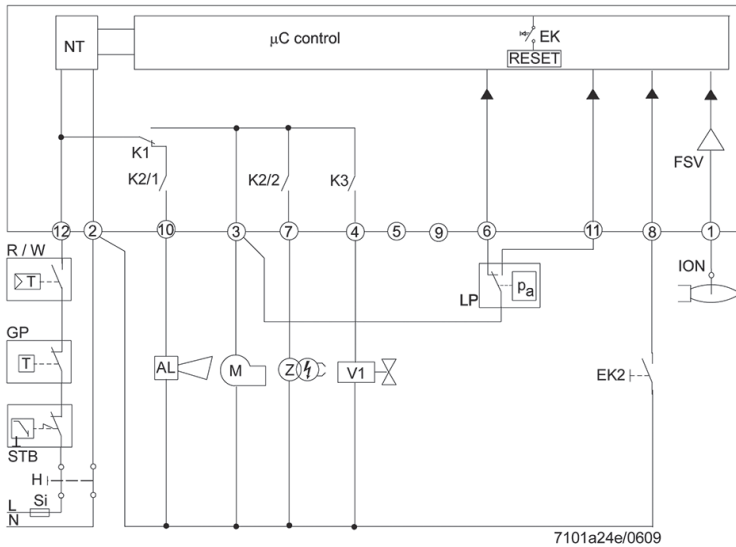 NT
μC control
EK
RESET
K1
FSV
K2/1
K2/2
K3
12
2
10
3
7
4
5
9
6
11
8
1
R / W
T
LP
pa
ION
GP
T
AL
M
Z
V1
EK2
STB
H
Si
L
N
7101a24e/0609